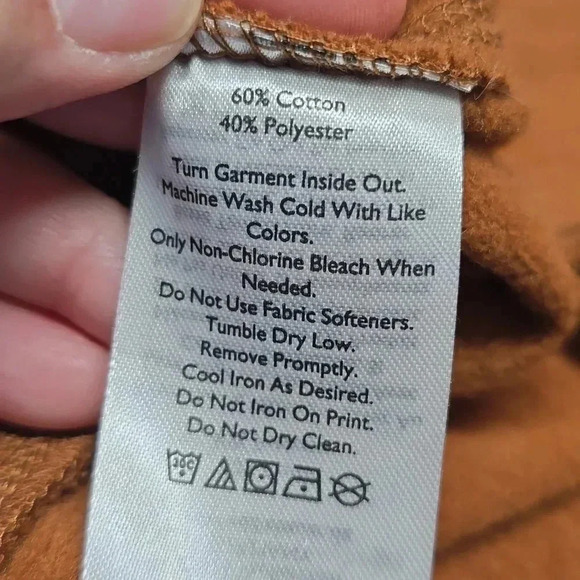 60% Cotton
40% Polyester
Turn Garment Inside Out.
Machine Wash Cold With Like
Colors.
Only Non-Chlorine Bleach When
Needed.
Do Not Use Fabric Softeners.
Tumble Dry Low.
Remove Promptly.
Cool Iron As Desired.
Do Not Iron On Print.
Do Not Dry Clean.
30C